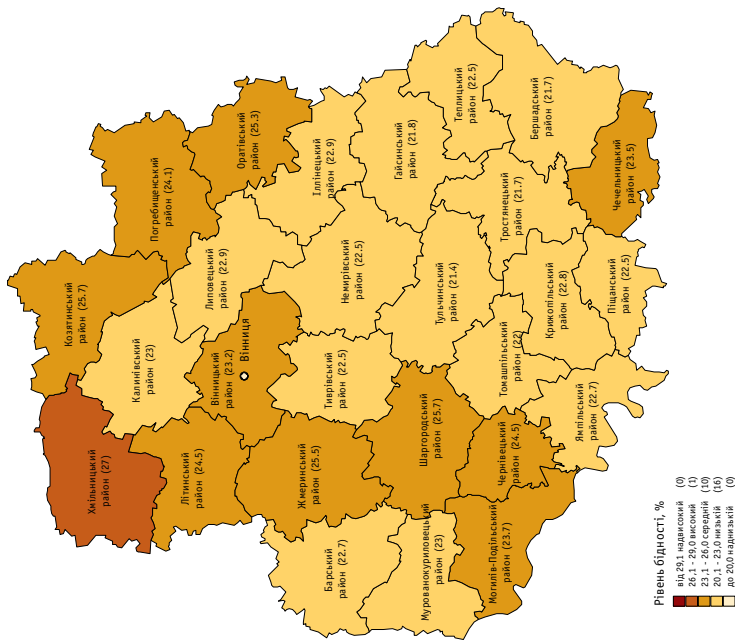 Хмільницький
район (27)
Козятинський
район (25.7)
Погребищенський
район (24.1)
Оратівський
район (25.3)
Калинівський
район (23)
Липовецький
район (22.9)
Іллінецький
район (22.9)
Гайсинський
район (21.8)
Теплицький
район (22.5)
Бершадський
район (21.7)
Літинський
район (24.5)
Вінницький
район (23.2)
Вінниця
Немирівський
район (22.5)
Тростянецький
район (21.7)
Чечельницький
район (23.5)
Жмеринський
район (25.5)
Тиврівський
район (22.5)
Тульчинський
район (21.4)
Барський
район (22.7)
Шаргородський
район (25.7)
Томашпільський
район (22)
Крижопільський
район (22.8)
Піщанський
район (22.5)
Мурованокуриловецький
район (23)
Чернівецький
район (24.5)
Ямпільський
район (22.7)
Могилів-Подільський
район (23.7)
Рівень бідності, %
від 29,1 надвисокий (0)
26,1 - 29,0 високий (1)
23,1 - 26,0 середній (10)
20,1 - 23,0 низькій (16)
до 20,0 наднизькій (0)